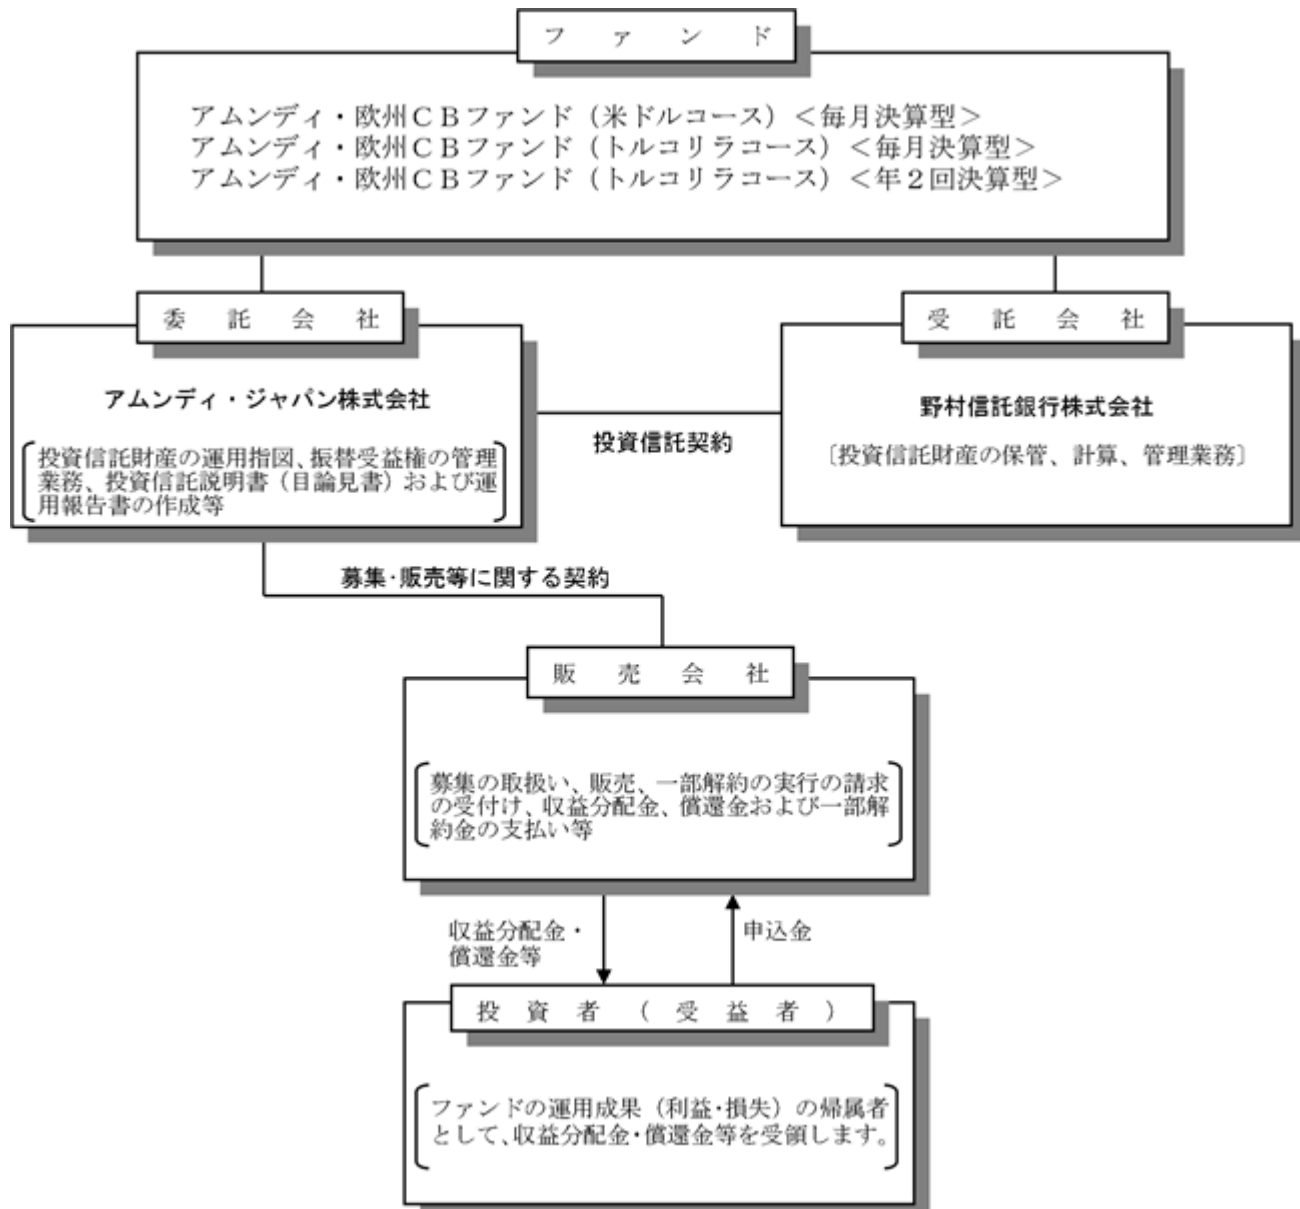 ファンド
アムンディ・欧州CBファンド(米ドルコース)<毎月決算型>
アムンディ・欧州CBファンド(トルコリラコース)<毎月決算型>
アムンディ・欧州CBファンド(トルコリラコース)<年2回決算型>
委託会社
アムンディ・ジャパン株式会社
投資信託財産の運用指図、振替受益権の管理
業務、投資信託説明書(目論見書)および運
用報告書の作成等
投資信託契約
受託会社
野村信託銀行株式会社
〔投資信託財産の保管、計算、管理業務〕
募集・販売等に関する契約
販売会社
募集の取扱い、販売、一部解約の実行の請求
の受付け、収益分配金、償還金および一部解
約金の支払い等
収益分配金・
償還金等
申込金
投資者(受益者)
ファンドの運用成果(利益・損失)の帰属者
として、収益分配金・償還金等を受領します。